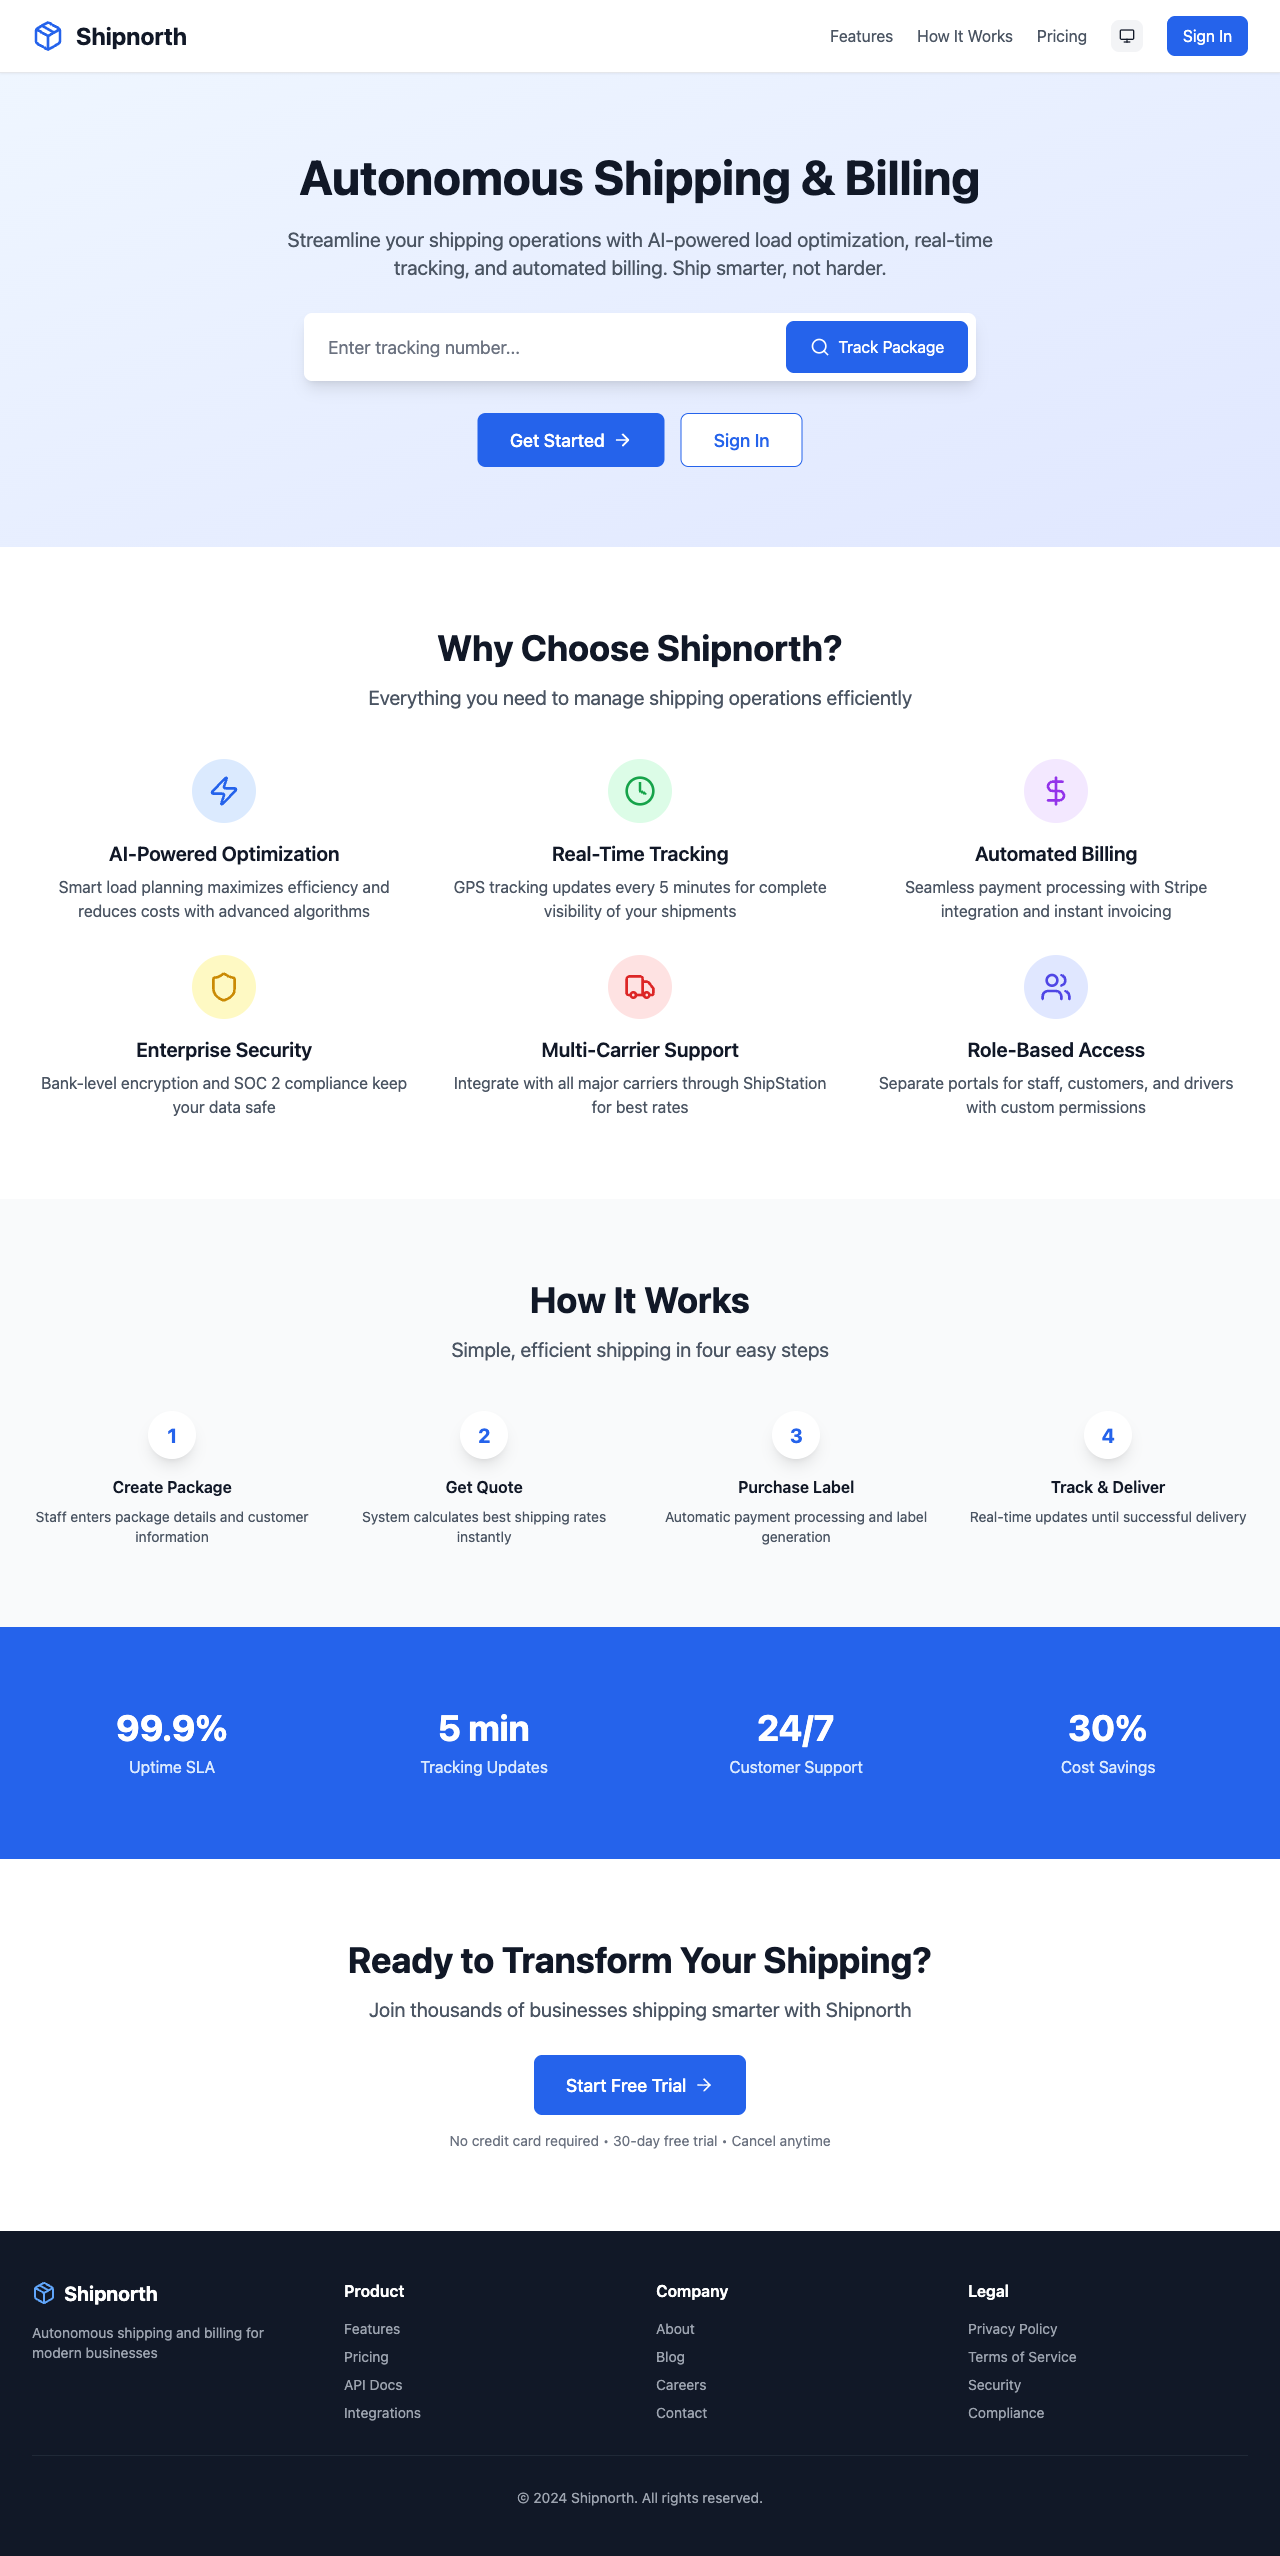 Shipnorth
Features
How It Works
Pricing
Sign In
Autonomous Shipping & Billing
Streamline your shipping operations with AI-powered load optimization, real-time
tracking, and automated billing. Ship smarter, not harder.
Enter tracking number...
Track Package
Get Started
Sign In
Why Choose Shipnorth?
Everything you need to manage shipping operations efficiently
AI-Powered Optimization
Smart load planning maximizes efficiency and
reduces costs with advanced algorithms
Real-Time Tracking
GPS tracking updates every 5 minutes for complete
visibility of your shipments
Automated Billing
Seamless payment processing with Stripe
integration and instant invoicing
Enterprise Security
Bank-level encryption and SOC 2 compliance keep
your data safe
Multi-Carrier Support
Integrate with all major carriers through ShipStation
for best rates
Role-Based Access
Separate portals for staff, customers, and drivers
with custom permissions
How It Works
Simple, efficient shipping in four easy steps
1
Create Package
Staff enters package details and customer
information
2
Get Quote
System calculates best shipping rates
instantly
3
Purchase Label
Automatic payment processing and label
generation
4
Track & Deliver
Real-time updates until successful delivery
99.9%
Uptime SLA
5 min
Tracking Updates
24/7
Customer Support
30%
Cost Savings
Ready to Transform Your Shipping?
Join thousands of businesses shipping smarter with Shipnorth
Start Free Trial
No credit card required • 30-day free trial • Cancel anytime
Shipnorth
Autonomous shipping and billing for
modern businesses
Product
Features
Pricing
API Docs
Integrations
Company
About
Blog
Careers
Contact
Legal
Privacy Policy
Terms of Service
Security
Compliance
© 2024 Shipnorth. All rights reserved.